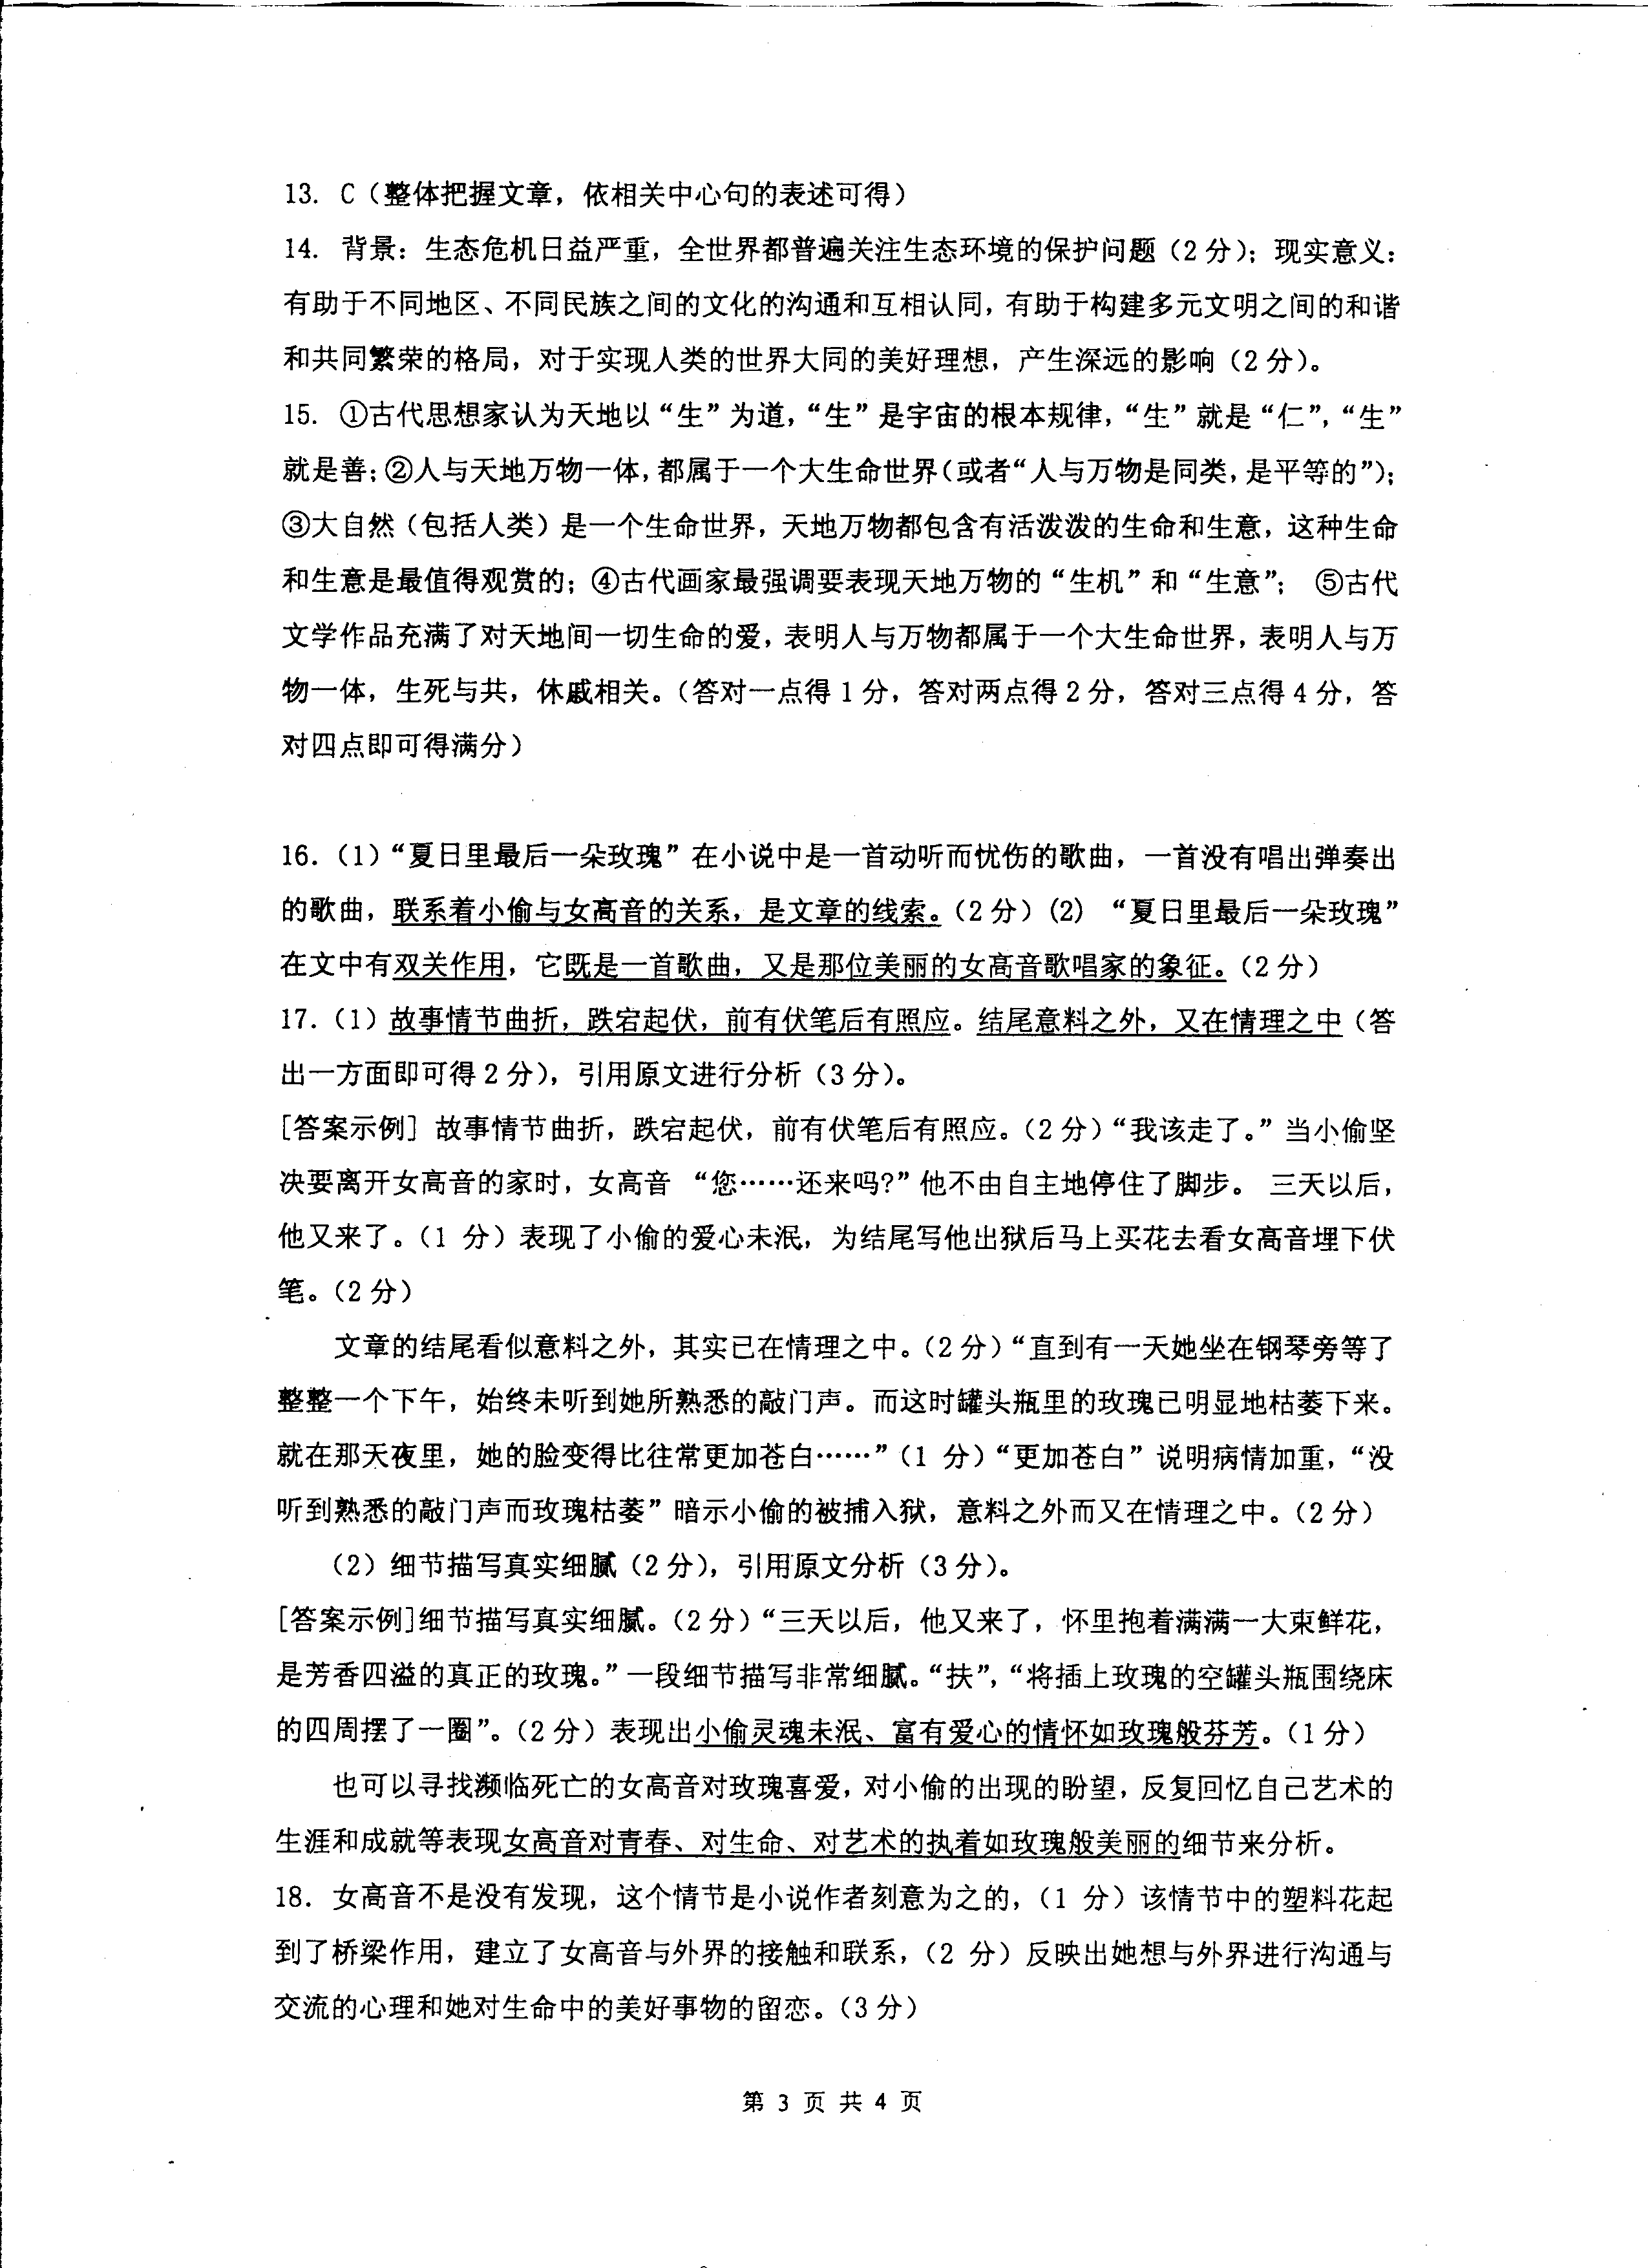 13. C（整体把握文章，依相关中心句的表述可得）
14. 背景：生态危机日益严重，全世界都普遍关注生态环境的保护问题（2 分）；现实意义：
有助于不同地区、不同民族之间的文化的沟通和互相认同，有助于构建多元文明之间的和谐
和共同繁荣的格局，对于实现人类的世界大同的美好理想，产生深远的影响（2 分）。
15. ①古代思想家认为天地以“生”为道，“生”是宇宙的根本规律，“生”就是“仁”，“生”
就是善；②人与天地万物一体，都属于一个大生命世界（或者“人与万物是同类，是平等的”）；
③大自然（包括人类）是一个生命世界，天地万物都包含有活泼泼的生命和生意，这种生命
和生意是最值得观赏的；④古代画家最强调要表现天地万物的“生机”和“生意”； ⑤古代
文学作品充满了对天地间一切生命的爱，表明人与万物都属于一个大生命世界，表明人与万
物一体，生死与共，休戚相关。（答对一点得 1 分，答对两点得 2 分，答对三点得 4 分，答
对四点即可得满分）
16.（1）“夏日里最后一朵玫瑰”在小说中是一首动听而忧伤的歌曲，一首没有唱出弹奏出
的歌曲，联系着小偷与女高音的关系，是文章的线索。（2 分）(2) “夏日里最后一朵玫瑰”
在文中有双关作用，它既是一首歌曲，又是那位美丽的女高音歌唱家的象征。（2 分）
17.（1）故事情节曲折，跌宕起伏，前有伏笔后有照应。结尾意料之外，又在情理之中（答
出一方面即可得 2 分），引用原文进行分析（3 分）。
[答案示例] 故事情节曲折，跌宕起伏，前有伏笔后有照应。（2 分）“我该走了。”当小偷坚
决要离开女高音的家时，女高音 “您……还来吗?”他不由自主地停住了脚步。 三天以后，
他又来了。（1 分）表现了小偷的爱心未泯，为结尾写他出狱后马上买花去看女高音埋下伏
笔。（2 分）
文章的结尾看似意料之外，其实已在情理之中。（2 分）“直到有一天她坐在钢琴旁等了
整整一个下午，始终未听到她所熟悉的敲门声。而这时罐头瓶里的玫瑰已明显地枯萎下来。
就在那天夜里，她的脸变得比往常更加苍白……”（1 分）“更加苍白”说明病情加重，“没
听到熟悉的敲门声而玫瑰枯萎”暗示小偷的被捕入狱，意料之外而又在情理之中。（2 分）
（2）细节描写真实细腻（2 分），引用原文分析（3 分）。
[答案示例]细节描写真实细腻。（2 分）“三天以后，他又来了，怀里抱着满满一大束鲜花，
是芳香四溢的真正的玫瑰。”一段细节描写非常细腻。“扶”，“将插上玫瑰的空罐头瓶围绕床
的四周摆了一圈”。（2 分）表现出小偷灵魂未泯、富有爱心的情怀如玫瑰般芬芳。（1 分）
也可以寻找濒临死亡的女高音对玫瑰喜爱，对小偷的出现的盼望，反复回忆自己艺术的
生涯和成就等表现女高音对青春、对生命、对艺术的执着如玫瑰般美丽的细节来分析。
18. 女高音不是没有发现，这个情节是小说作者刻意为之的，（1 分）该情节中的塑料花起
到了桥梁作用，建立了女高音与外界的接触和联系，（2 分）反映出她想与外界进行沟通与
交流的心理和她对生命中的美好事物的留恋。（3 分）
第 3 页 共 4 页